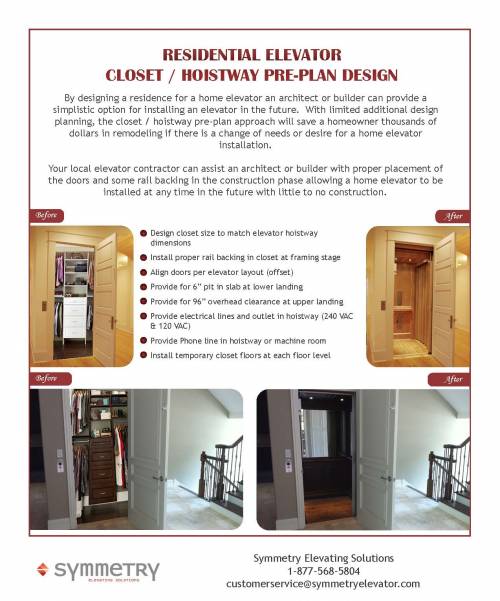 RESIDENTIAL ELEVATOR
CLOSET / HOISTWAY PRE-PLAN DESIGN
By designing a residence for a home elevator an architect or builder can provide a
simplistic option for installing an elevator in the future. With limited additional design
planning, the closet / hoistway pre-plan approach will save a homeowner thousands of
dollars in remodeling if there is a change of needs or desire for a home elevator
installation.
Your local elevator contractor can assist an architect or builder with proper placement of
the doors and some rail backing in the construction phase allowing a home elevator to be
installed at any time in the future with little to no construction.
Before
After
Design closet size to match elevator hoistway
dimensions
Install proper rail backing in closet at framing stage
Align doors per elevator layout (offset)
Provide for 6” pit in slab at lower landing
Provide for 96” overhead clearance at upper landing
Provide electrical lines and outlet in hoistway (240 VAC
& 120 VAC)
Provide Phone line in hoistway or machine room
Install temporary closet floors at each floor level
Before
After
SYMMETRY
ELEVATING SOLUTIONS
Symmetry Elevating Solutions
1-877-568-5804
customerservice@symmetryelevator.com